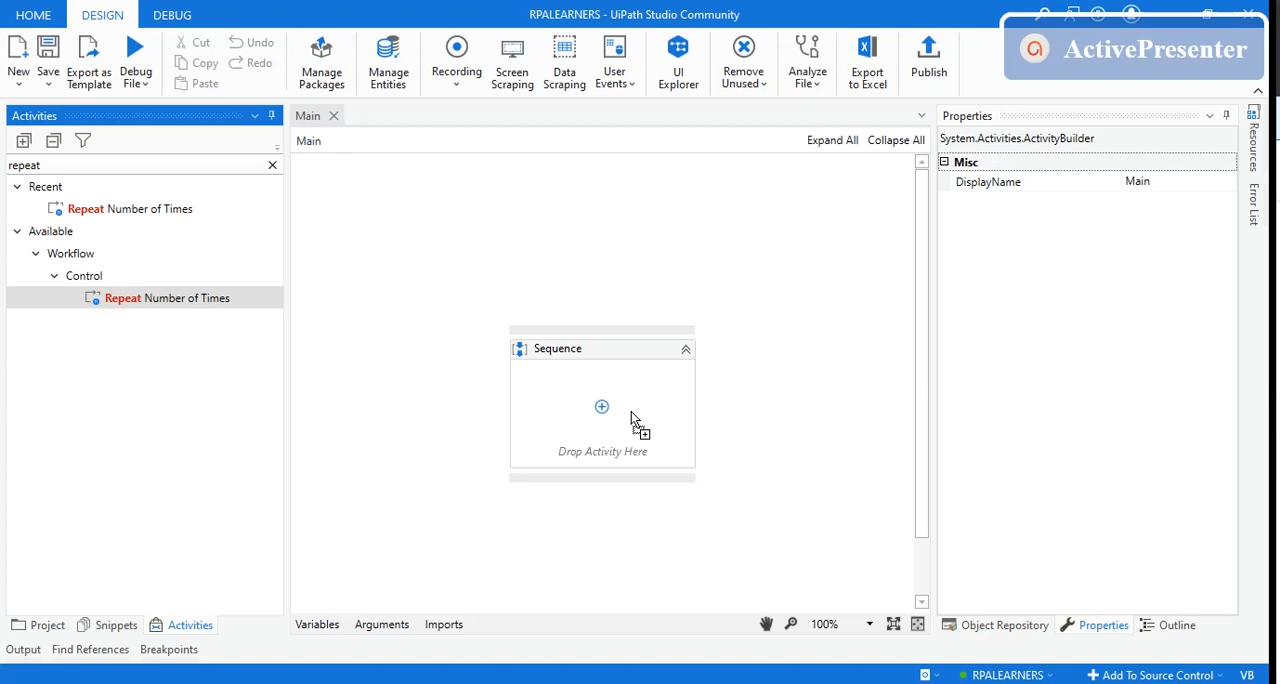 HOME DESIGN DEBUG RPALEARNERS - UiPath Studio Community
ActivePresenter
New Save Export as Template Debug File Cut Copy Paste Undo Redo Manage Packages Manage Entities Recording Screen Scraping Data Scraping User Events UI Explorer Remove Unused Analyze File Export to Excel Publish
Activities
repeat
Recent
Repeat Number of Times
Available
Workflow
Control
Repeat Number of Times
Main
Main Expand All Collapse All
Sequence
Drop Activity Here
Properties
System.Activities.ActivityBuilder
Misc
DisplayName Main
Resources
Error List
Project Snippets Activities
Variables Arguments Imports 100%
Object Repository Properties Outline
Output Find References Breakpoints
RPALEARNERS Add To Source Control VB